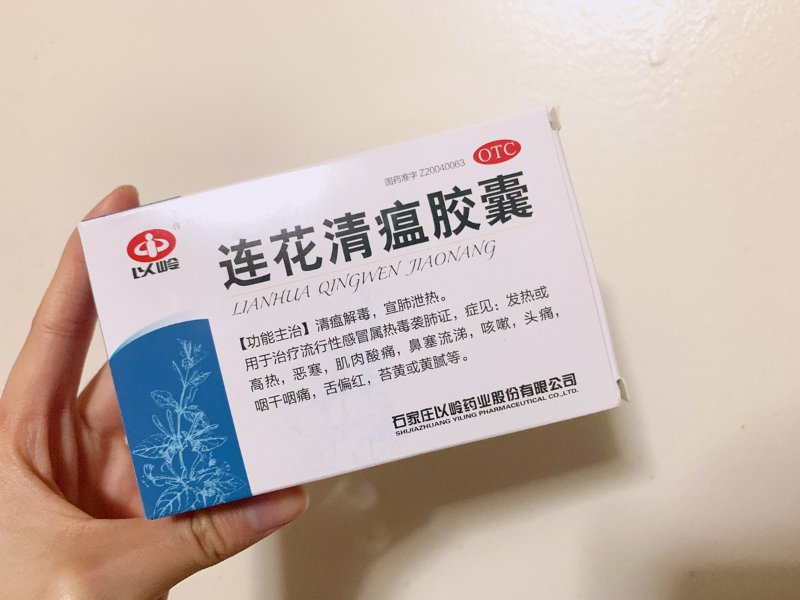 OTC
国药准字 Z20040063
®
以岭
连花清瘟胶囊
LIANHUA QINGWEN JIAONANG
【功能主治】清瘟解毒，宣肺泄热。
用于治疗流行性感冒属热毒袭肺证，症见：发热或
高热，恶寒，肌肉酸痛，鼻塞流涕，咳嗽，头痛，
咽干咽痛，舌偏红，苔黄或黄腻等。
石家庄以岭药业股份有限公司
SHIJIAZHUANG YILING PHARMACEUTICAL CO.,LTD.